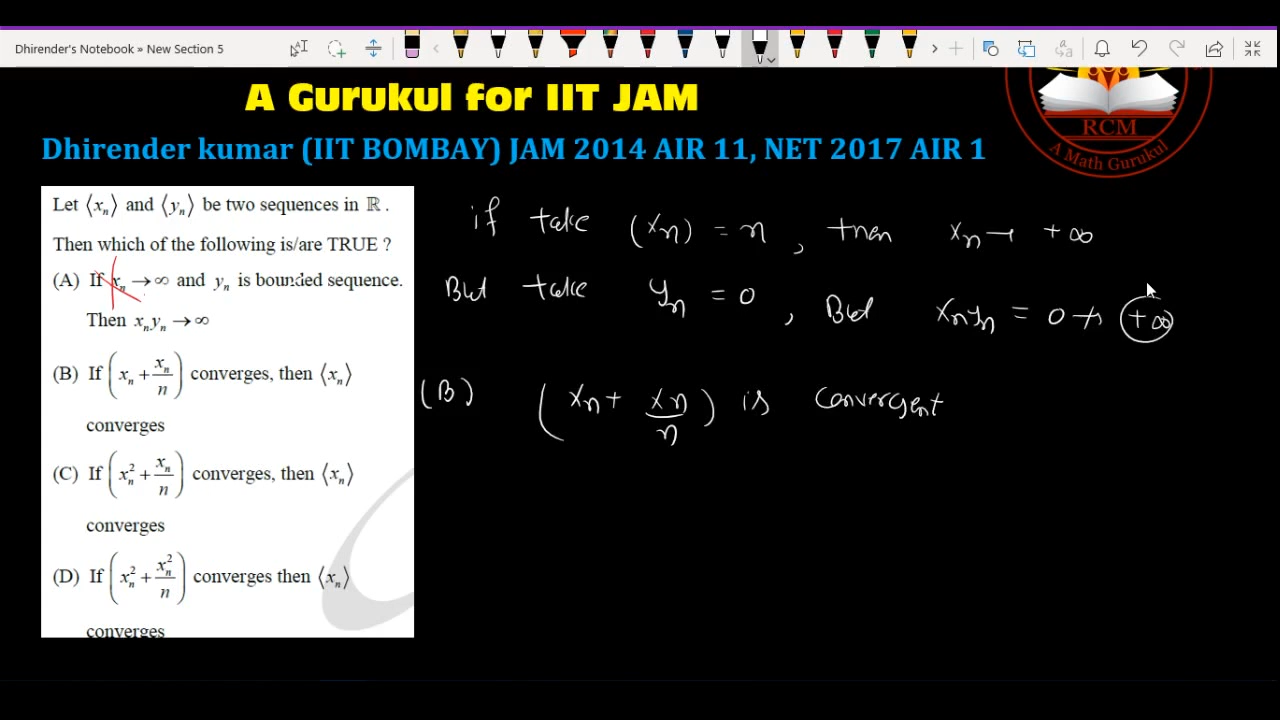 Dhirender's Notebook » New Section 5
A Gurukul for IIT JAM
Dhirender kumar (IIT BOMBAY) JAM 2014 AIR 11, NET 2017 AIR 1
RCM
A Math Gurukul
Let ⟨xₙ⟩ and ⟨yₙ⟩ be two sequences in ℝ.
Then which of the following is/are TRUE ?
(A) If xₙ → ∞ and yₙ is bounded sequence.
Then xₙyₙ → ∞
(B) If (xₙ + xₙ/n) converges, then ⟨xₙ⟩
converges
(C) If (xₙ² + xₙ/n) converges, then ⟨xₙ⟩
converges
(D) If (xₙ² + xₙ²/n) converges then ⟨xₙ⟩
converges
if take (xₙ) = n , then xₙ → +∞
But take yₙ = 0 , But xₙyₙ = 0 ↛ +∞
(B) (xₙ + xₙ/n) is convergent